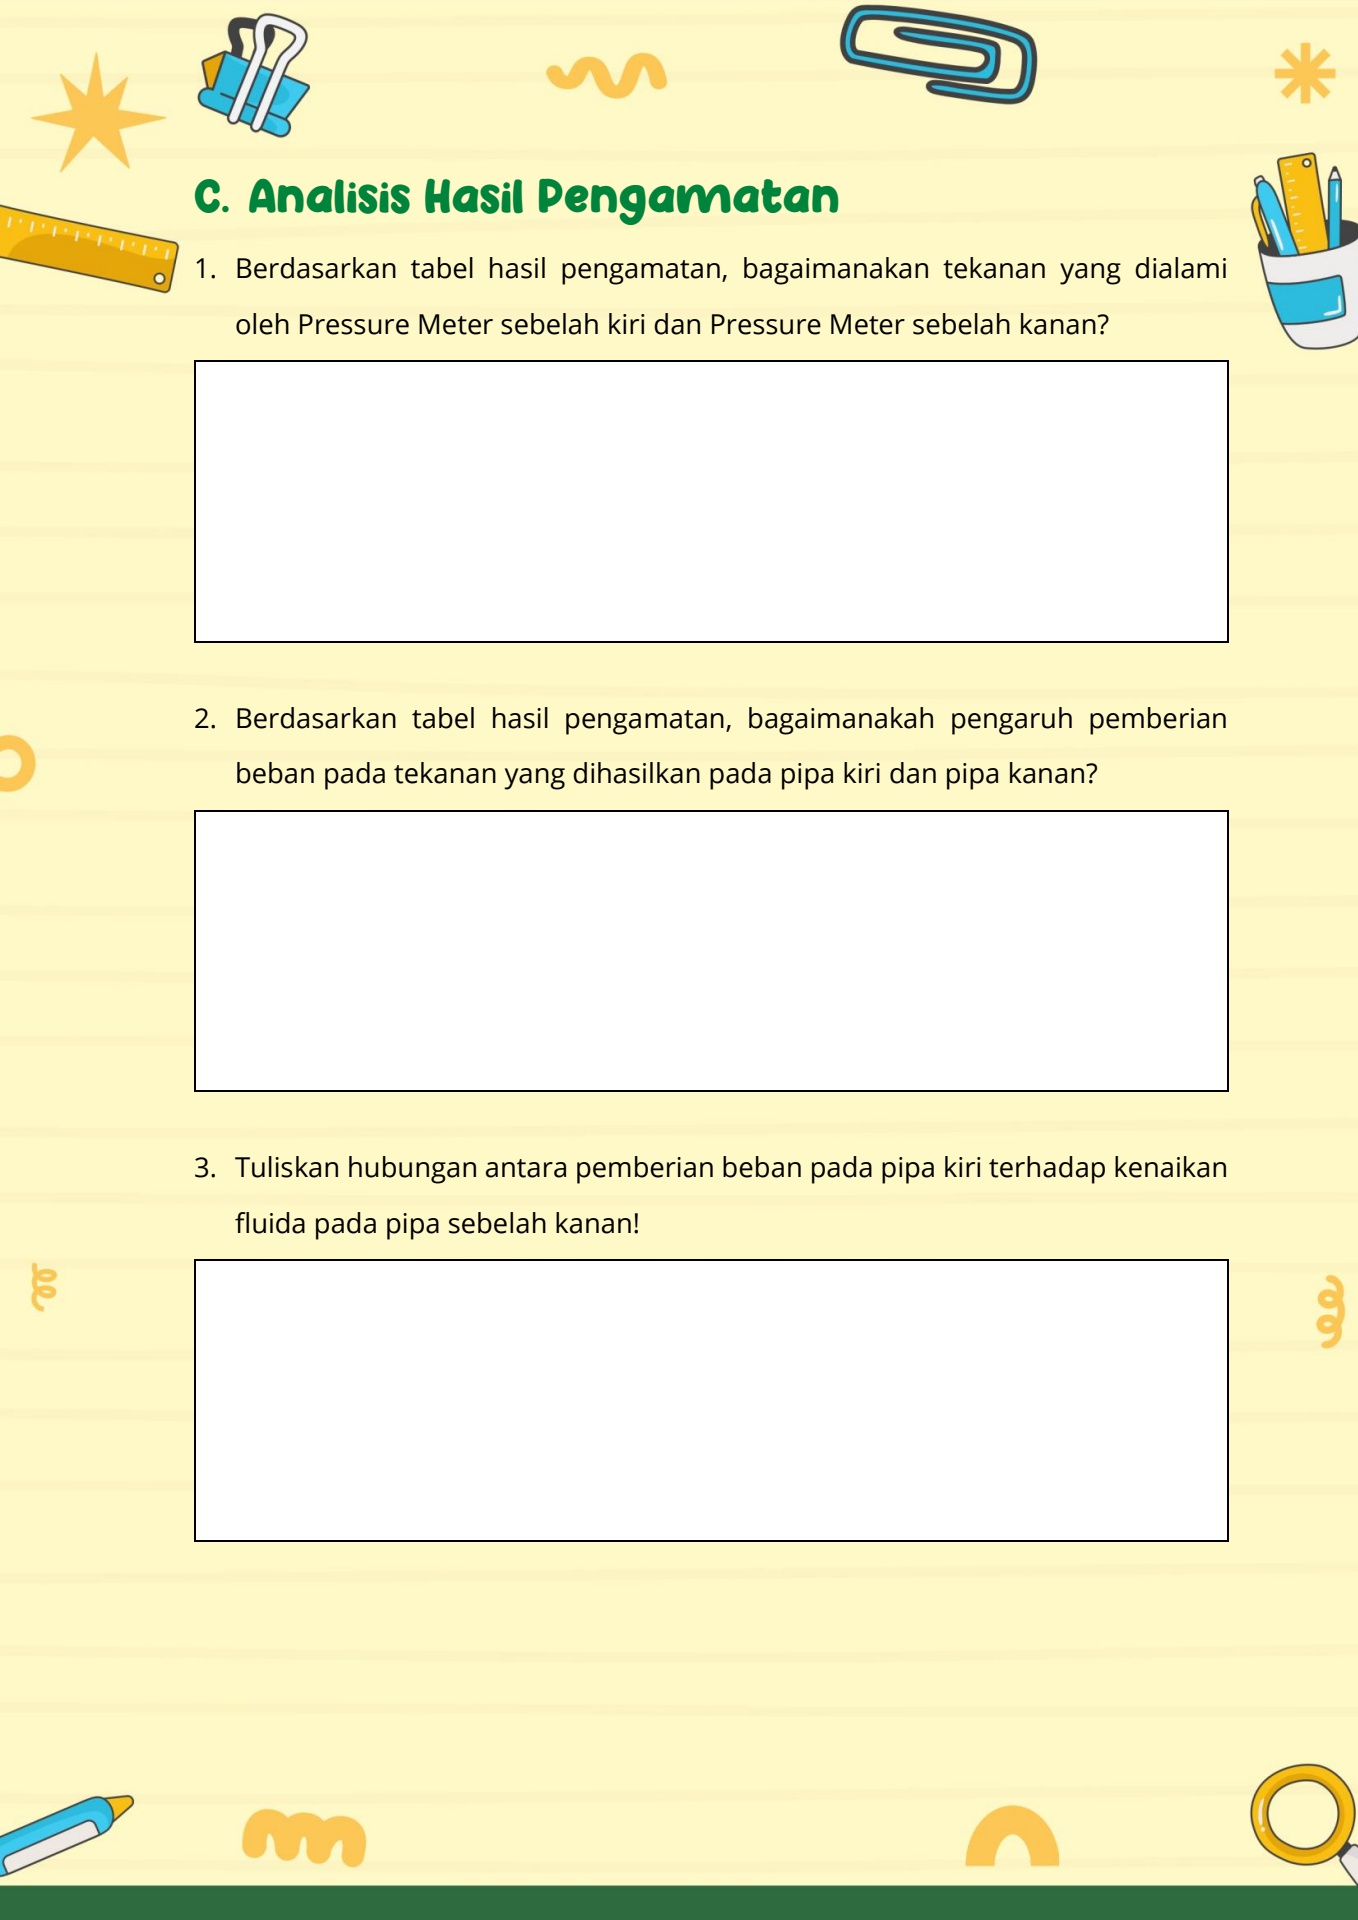 C. Analisis Hasil Pengamatan
1. Berdasarkan tabel hasil pengamatan, bagaimanakan tekanan yang dialami
oleh Pressure Meter sebelah kiri dan Pressure Meter sebelah kanan?
2. Berdasarkan tabel hasil pengamatan, bagaimanakah pengaruh pemberian
beban pada tekanan yang dihasilkan pada pipa kiri dan pipa kanan?
3. Tuliskan hubungan antara pemberian beban pada pipa kiri terhadap kenaikan
fluida pada pipa sebelah kanan!